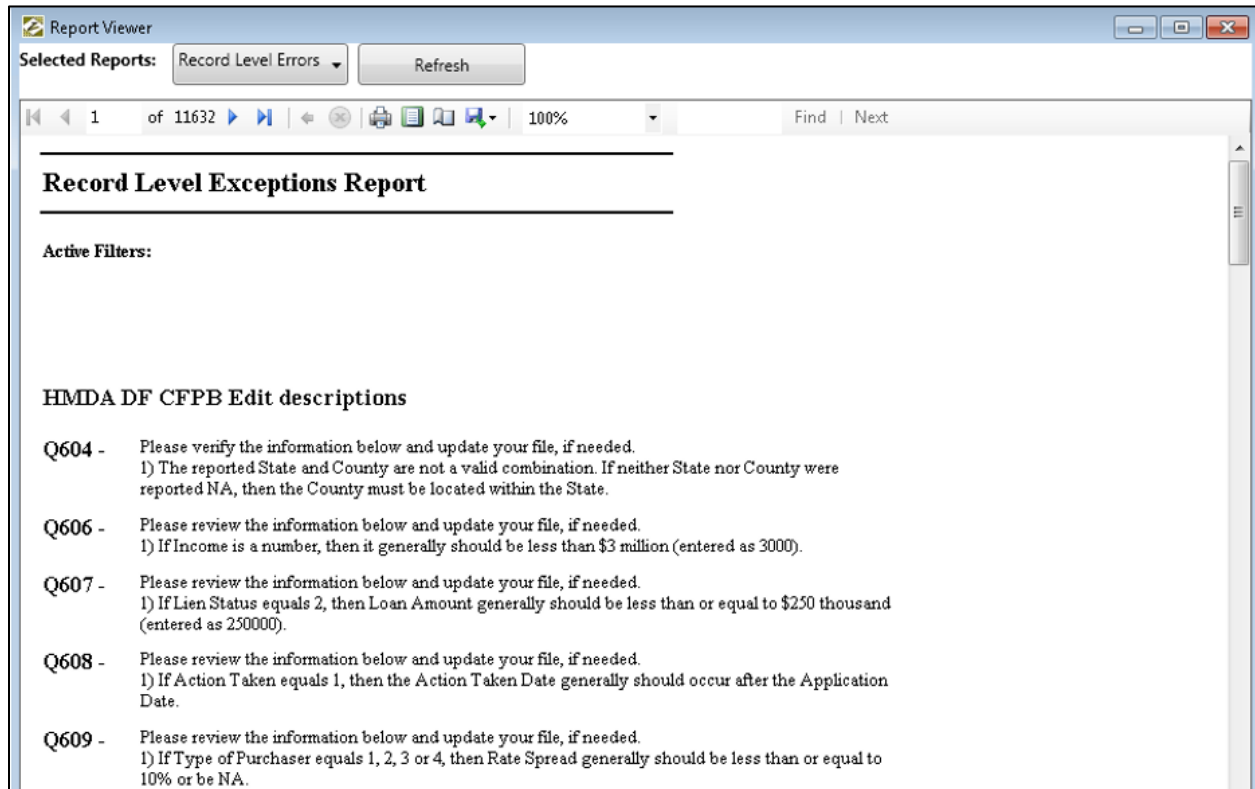 Report Viewer
Selected Reports: Record Level Errors Refresh
1 of 11632 100% Find | Next
Record Level Exceptions Report
Active Filters:
HMDA DF CFPB Edit descriptions
Q604 - Please verify the information below and update your file, if needed.
1) The reported State and County are not a valid combination. If neither State nor County were
reported NA, then the County must be located within the State.
Q606 - Please review the information below and update your file, if needed.
1) If Income is a number, then it generally should be less than $3 million (entered as 3000).
Q607 - Please review the information below and update your file, if needed.
1) If Lien Status equals 2, then Loan Amount generally should be less than or equal to $250 thousand
(entered as 250000).
Q608 - Please review the information below and update your file, if needed.
1) If Action Taken equals 1, then the Action Taken Date generally should occur after the Application
Date.
Q609 - Please review the information below and update your file, if needed.
1) If Type of Purchaser equals 1, 2, 3 or 4, then Rate Spread generally should be less than or equal to
10% or be NA.